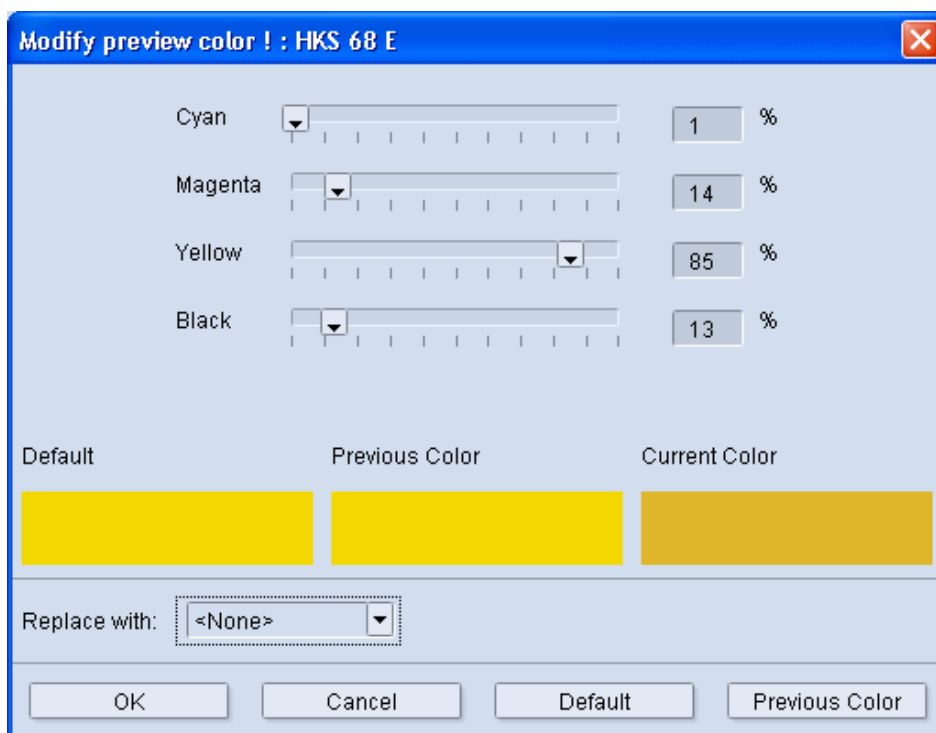 Modify preview color ! : HKS 68 E
Cyan 1 %
Magenta 14 %
Yellow 85 %
Black 13 %
Default Previous Color Current Color
Replace with: <None>
OK Cancel Default Previous Color